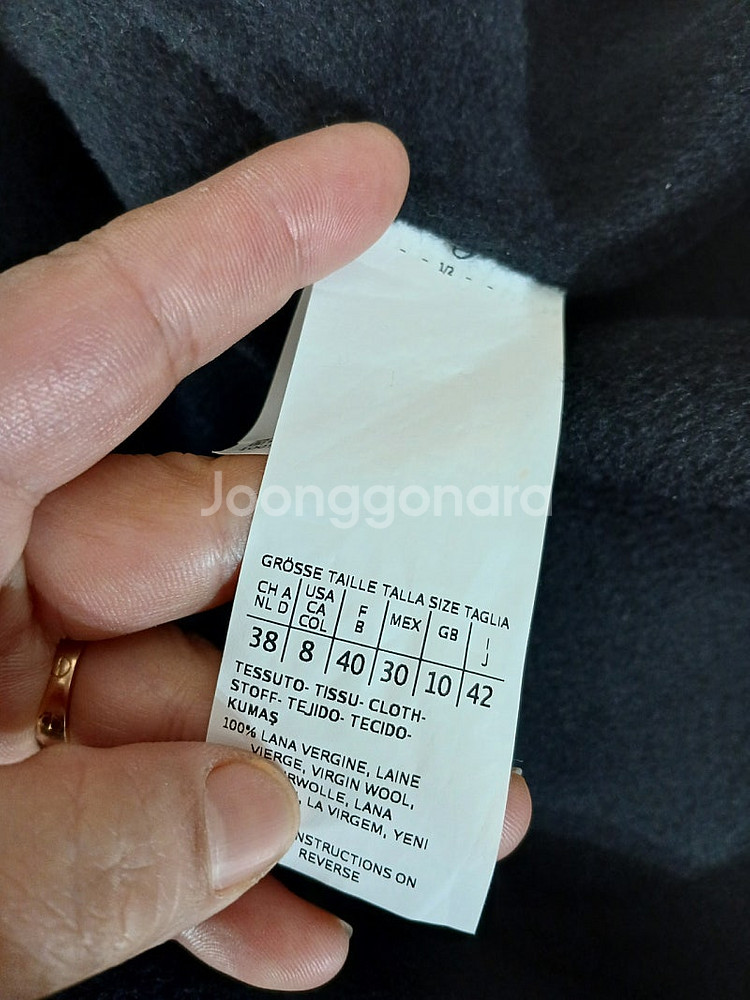 1/2
Joonggonara
GRÖSSE TAILLE TALLA SIZE TAGLIA
CH A NL D USA CA COL F B MEX GB I J
38 8 40 30 10 42
TESSUTO- TISSU- CLOTH-
STOFF- TEJIDO- TECIDO-
KUMAŞ
100% LANA VERGINE, LAINE
VIERGE, VIRGIN WOOL,
LANA
LA VIRGEM, YENI
ON
REVERSE